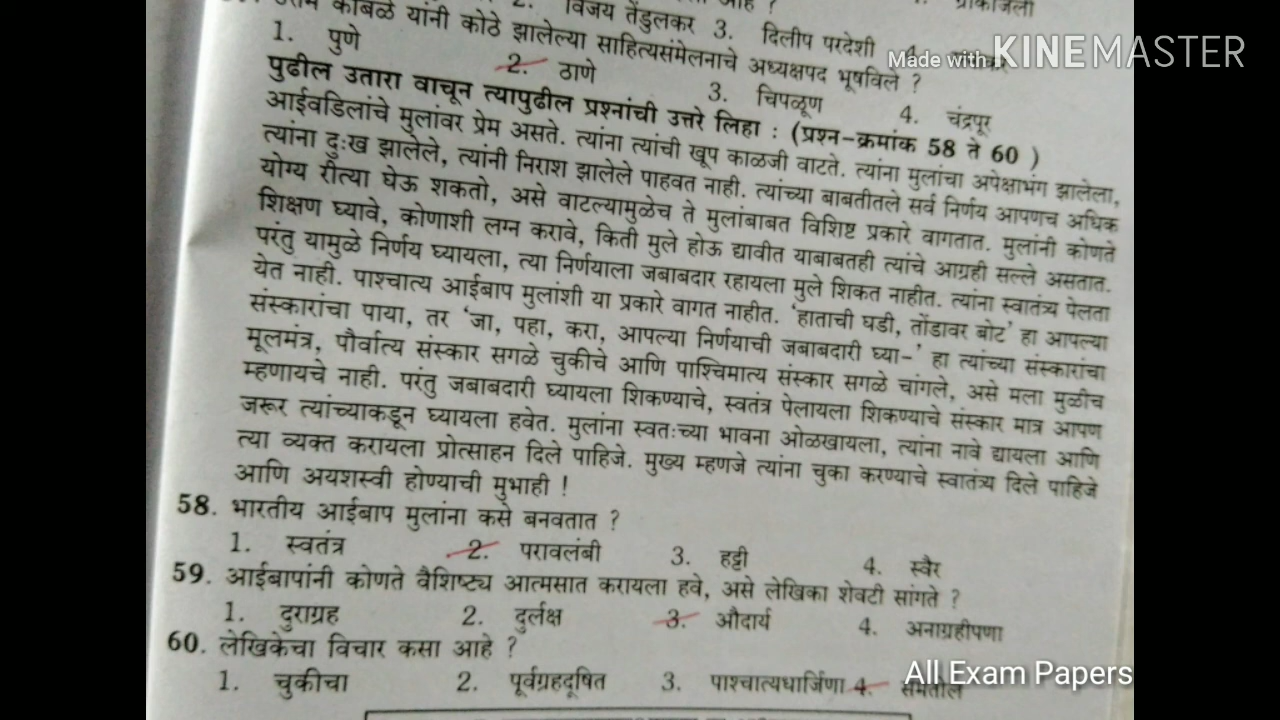 विजय तेंडुलकर 3. दिलीप परदेशी 4.
कांबळे यांनी कोठे झालेल्या साहित्यसंमेलनाचे अध्यक्षपद भूषविले ?
1. पुणे 2. ठाणे 3. चिपळूण 4. चंद्रपूर
Made with KINEMASTER
पुढील उतारा वाचून त्यापुढील प्रश्नांची उत्तरे लिहा : (प्रश्न-क्रमांक 58 ते 60 )
आईवडिलांचे मुलांवर प्रेम असते. त्यांना त्यांची खूप काळजी वाटते. त्यांना मुलांचा अपेक्षाभंग झालेला,
त्यांना दुःख झालेले, त्यांनी निराश झालेले पाहवत नाही. त्यांच्या बाबतीतले सर्व निर्णय आपणच अधिक
योग्य रीत्या घेऊ शकतो, असे वाटल्यामुळेच ते मुलांबाबत विशिष्ट प्रकारे वागतात. मुलांनी कोणते
शिक्षण घ्यावे, कोणाशी लग्न करावे, किती मुले होऊ द्यावीत याबाबतही त्यांचे आग्रही सल्ले असतात.
परंतु यामुळे निर्णय घ्यायला, त्या निर्णयाला जबाबदार रहायला मुले शिकत नाहीत. त्यांना स्वातंत्र्य पेलता
येत नाही. पाश्चात्य आईबाप मुलांशी या प्रकारे वागत नाहीत. ‘हाताची घडी, तोंडावर बोट’ हा आपल्या
संस्कारांचा पाया, तर ‘जा, पहा, करा, आपल्या निर्णयाची जबाबदारी घ्या-’ हा त्यांच्या संस्कारांचा
मूलमंत्र, पौर्वात्य संस्कार सगळे चुकीचे आणि पाश्चिमात्य संस्कार सगळे चांगले, असे मला मुळीच
म्हणायचे नाही. परंतु जबाबदारी घ्यायला शिकण्याचे, स्वतंत्र पेलायला शिकण्याचे संस्कार मात्र आपण
जरूर त्यांच्याकडून घ्यायला हवेत. मुलांना स्वतःच्या भावना ओळखायला, त्यांना नावे द्यायला आणि
त्या व्यक्त करायला प्रोत्साहन दिले पाहिजे. मुख्य म्हणजे त्यांना चुका करण्याचे स्वातंत्र्य दिले पाहिजे
आणि अयशस्वी होण्याची मुभाही !
58. भारतीय आईबाप मुलांना कसे बनवतात ?
1. स्वतंत्र 2. परावलंबी 3. हट्टी 4. स्वैर
59. आईबापांनी कोणते वैशिष्ट्य आत्मसात करायला हवे, असे लेखिका शेवटी सांगते ?
1. दुराग्रह 2. दुर्लक्ष 3. औदार्य 4. अनाग्रहीपणा
60. लेखिकेचा विचार कसा आहे ?
1. चुकीचा 2. पूर्वग्रहदूषित 3. पाश्चात्यधार्जिणा 4. समतोल
All Exam Papers